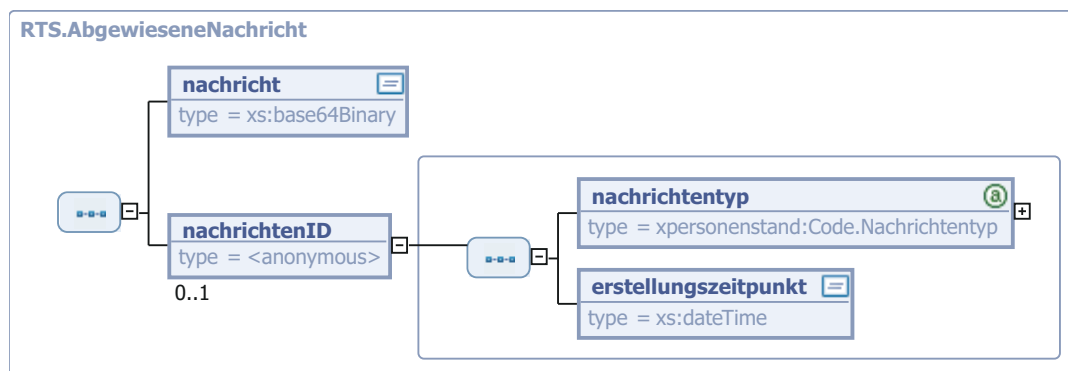 RTS.AbgewieseneNachricht
nachricht
type = xs:base64Binary
nachrichtenID
type = <anonymous>
0..1
nachrichtentyp
a
type = xpersonenstand:Code.Nachrichtentyp
erstellungszeitpunkt
type = xs:dateTime